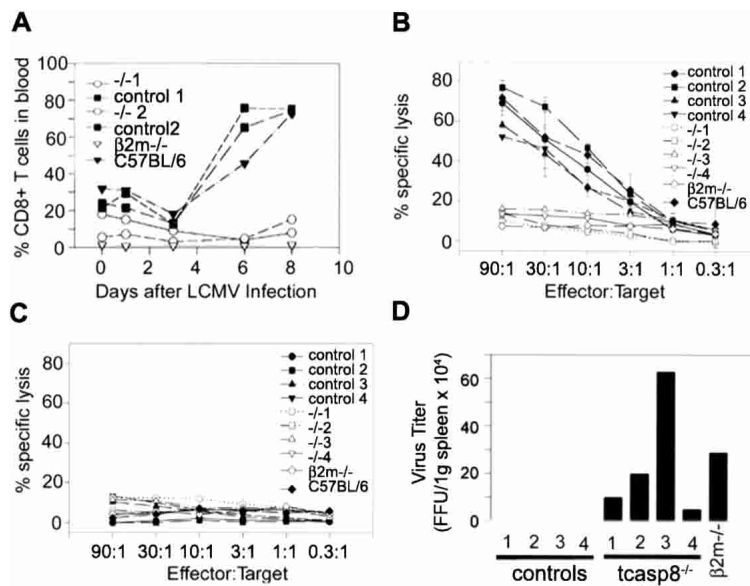 A
% CD8+ T cells in blood
100
80
60
40
20
0
-/-1
control 1
-/- 2
control2
β2m-/-
C57BL/6
0 2 4 6 8 10
Days after LCMV Infection
B
% specific lysis
80
60
40
20
0
control 1
control 2
control 3
control 4
-/-1
-/-2
-/-3
-/-4
β2m-/-
C57BL/6
90:1 30:1 10:1 3:1 1:1 0.3:1
Effector:Target
C
% specific lysis
80
60
40
20
0
control 1
control 2
control 3
control 4
-/-1
-/-2
-/-3
-/-4
β2m-/-
C57BL/6
90:1 30:1 10:1 3:1 1:1 0.3:1
Effector:Target
D
Virus Titer
(FFU/1g spleen x 10⁴)
60
40
20
0
1 2 3 4 1 2 3 4
controls tcasp8-/- β2m-/-